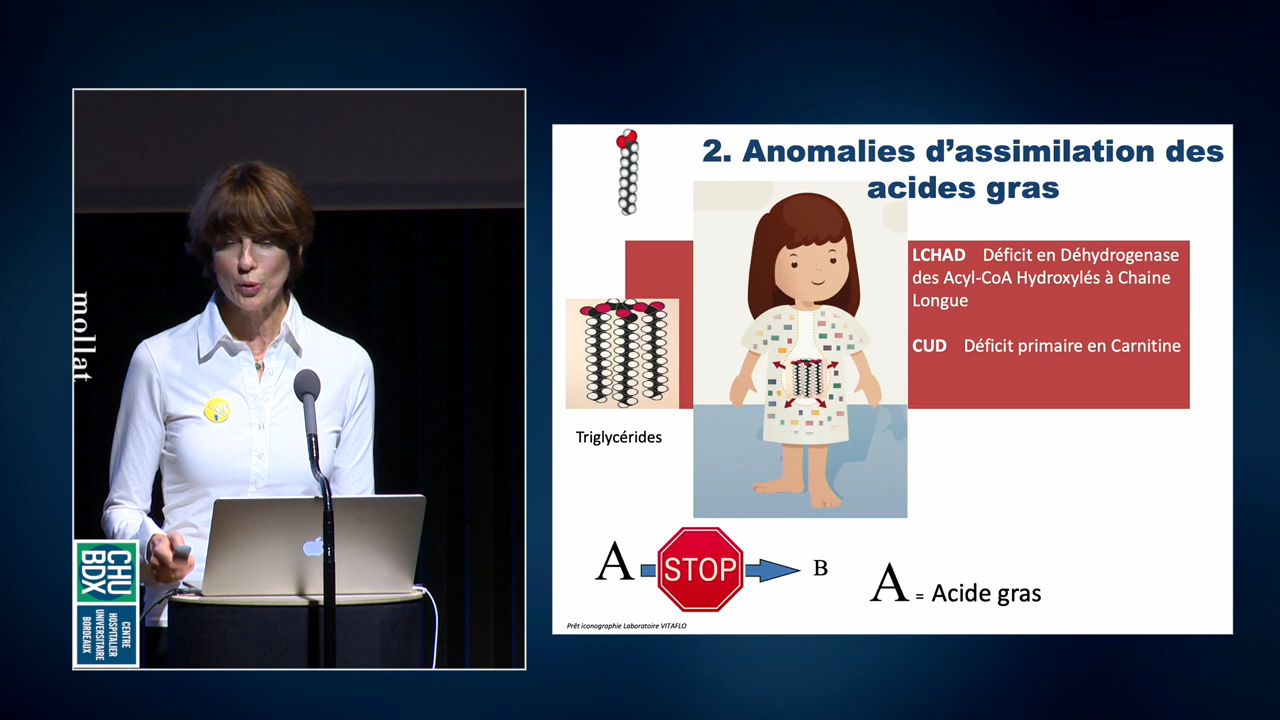 mollat
CHU
BDX
CENTRE
HOSPITALIER
UNIVERSITAIRE
BORDEAUX
2. Anomalies d'assimilation des
acides gras
LCHAD Déficit en Déhydrogenase
des Acyl-CoA Hydroxylés à Chaine
Longue
CUD Déficit primaire en Carnitine
Triglycérides
A STOP B
A = Acide gras
Prêt iconographie Laboratoire VITAFLO